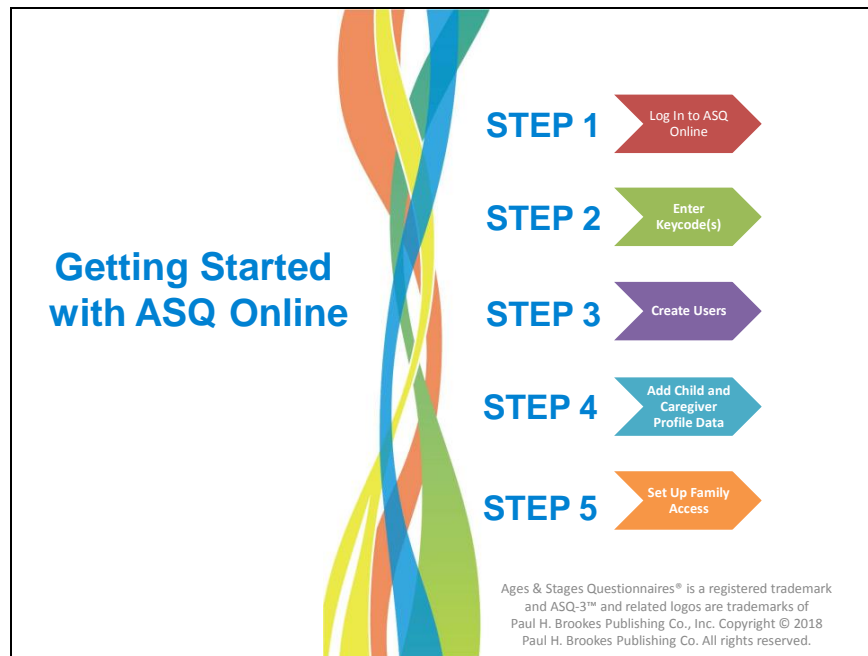 Getting Started
with ASQ Online
STEP 1
Log In to ASQ
Online
STEP 2
Enter
Keycode(s)
STEP 3
Create Users
STEP 4
Add Child and
Caregiver
Profile Data
STEP 5
Set Up Family
Access
Ages & Stages Questionnaires® is a registered trademark
and ASQ-3™ and related logos are trademarks of
Paul H. Brookes Publishing Co., Inc. Copyright © 2018
Paul H. Brookes Publishing Co. All rights reserved.